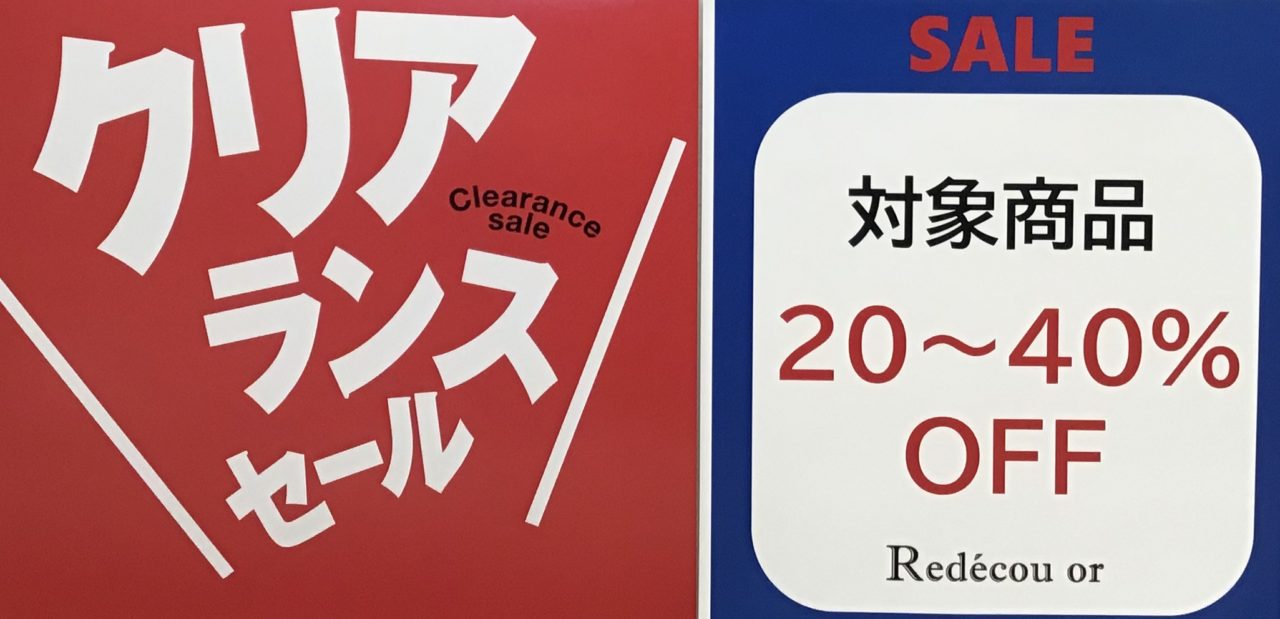 クリア
Clearance
sale
ランス
セール
SALE
対象商品
20～40%
OFF
Redécou or